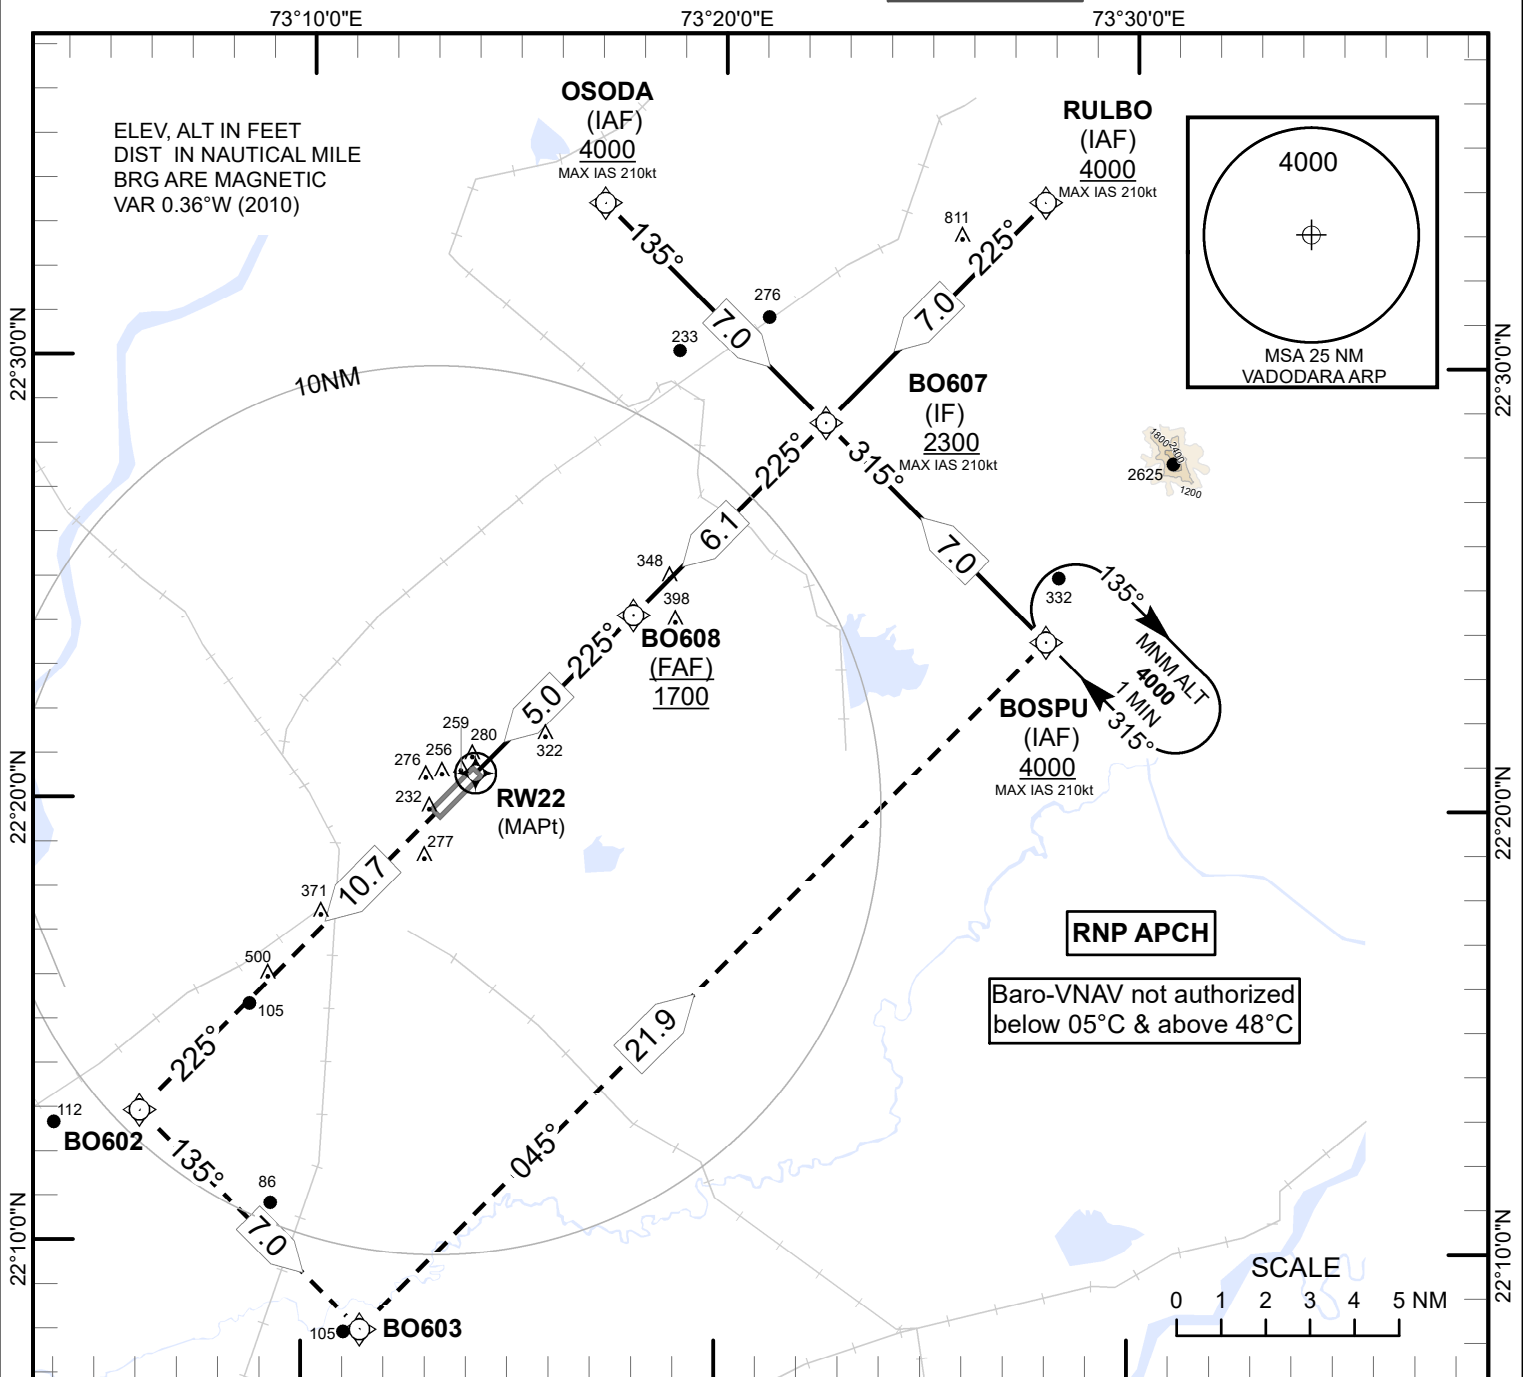 73°10'0"E
73°20'0"E
73°30'0"E
ELEV, ALT IN FEET
DIST IN NAUTICAL MILE
BRG ARE MAGNETIC
VAR 0.36°W (2010)
OSODA
(IAF)
4000
MAX IAS 210kt
RULBO
(IAF)
4000
MAX IAS 210kt
4000
MSA 25 NM
VADODARA ARP
811
135°
225°
276
233
7.0
7.0
22°30'0"N
22°30'0"N
10NM
BO607
(IF)
2300
MAX IAS 210kt
225°
315°
1800
2400
2625
1200
6.1
7.0
348
398
332
135°
MNM ALT
4000
1 MIN
315°
BO608
(FAF)
1700
225°
5.0
BOSPU
(IAF)
4000
MAX IAS 210kt
259
280
322
276
256
232
277
22°20'0"N
22°20'0"N
RW22
(MAPt)
10.7
371
500
105
RNP APCH
Baro-VNAV not authorized
below 05°C & above 48°C
21.9
225°
112
BO602
135°
045°
86
7.0
22°10'0"N
22°10'0"N
105
BO603
SCALE
0 1 2 3 4 5 NM